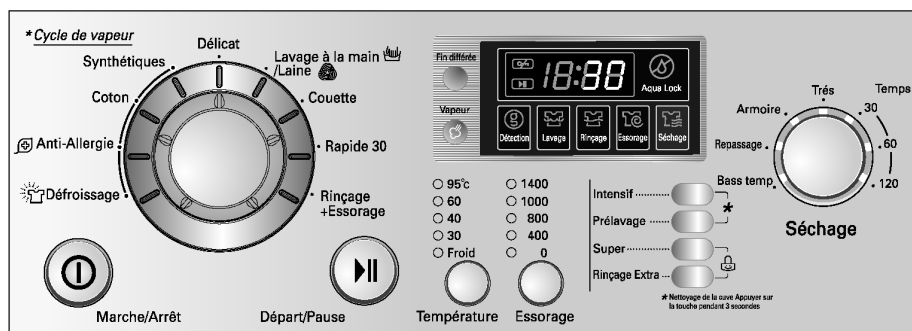 *Cycle de vapeur
Délicat
Synthétiques
Lavage à la main
/Laine
Coton
Couette
Anti-Allergie
Rapide 30
Défroissage
Rinçage
+Essorage
Marche/Arrêt
Départ/Pause
Fin différée
Vapeur
18:88
Aqua Lock
Détection
Lavage
Rinçage
Essorage
Séchage
95°c
60
40
30
Froid
Température
1400
1000
800
400
0
Essorage
Intensif
Prélavage
*
Super
Rinçage Extra
* Nettoyage de la cuve Appuyer sur
la touche pendant 3 secondes
Trés
Temps
Armoire
30
Repassage
60
Bass temp.
120
Séchage